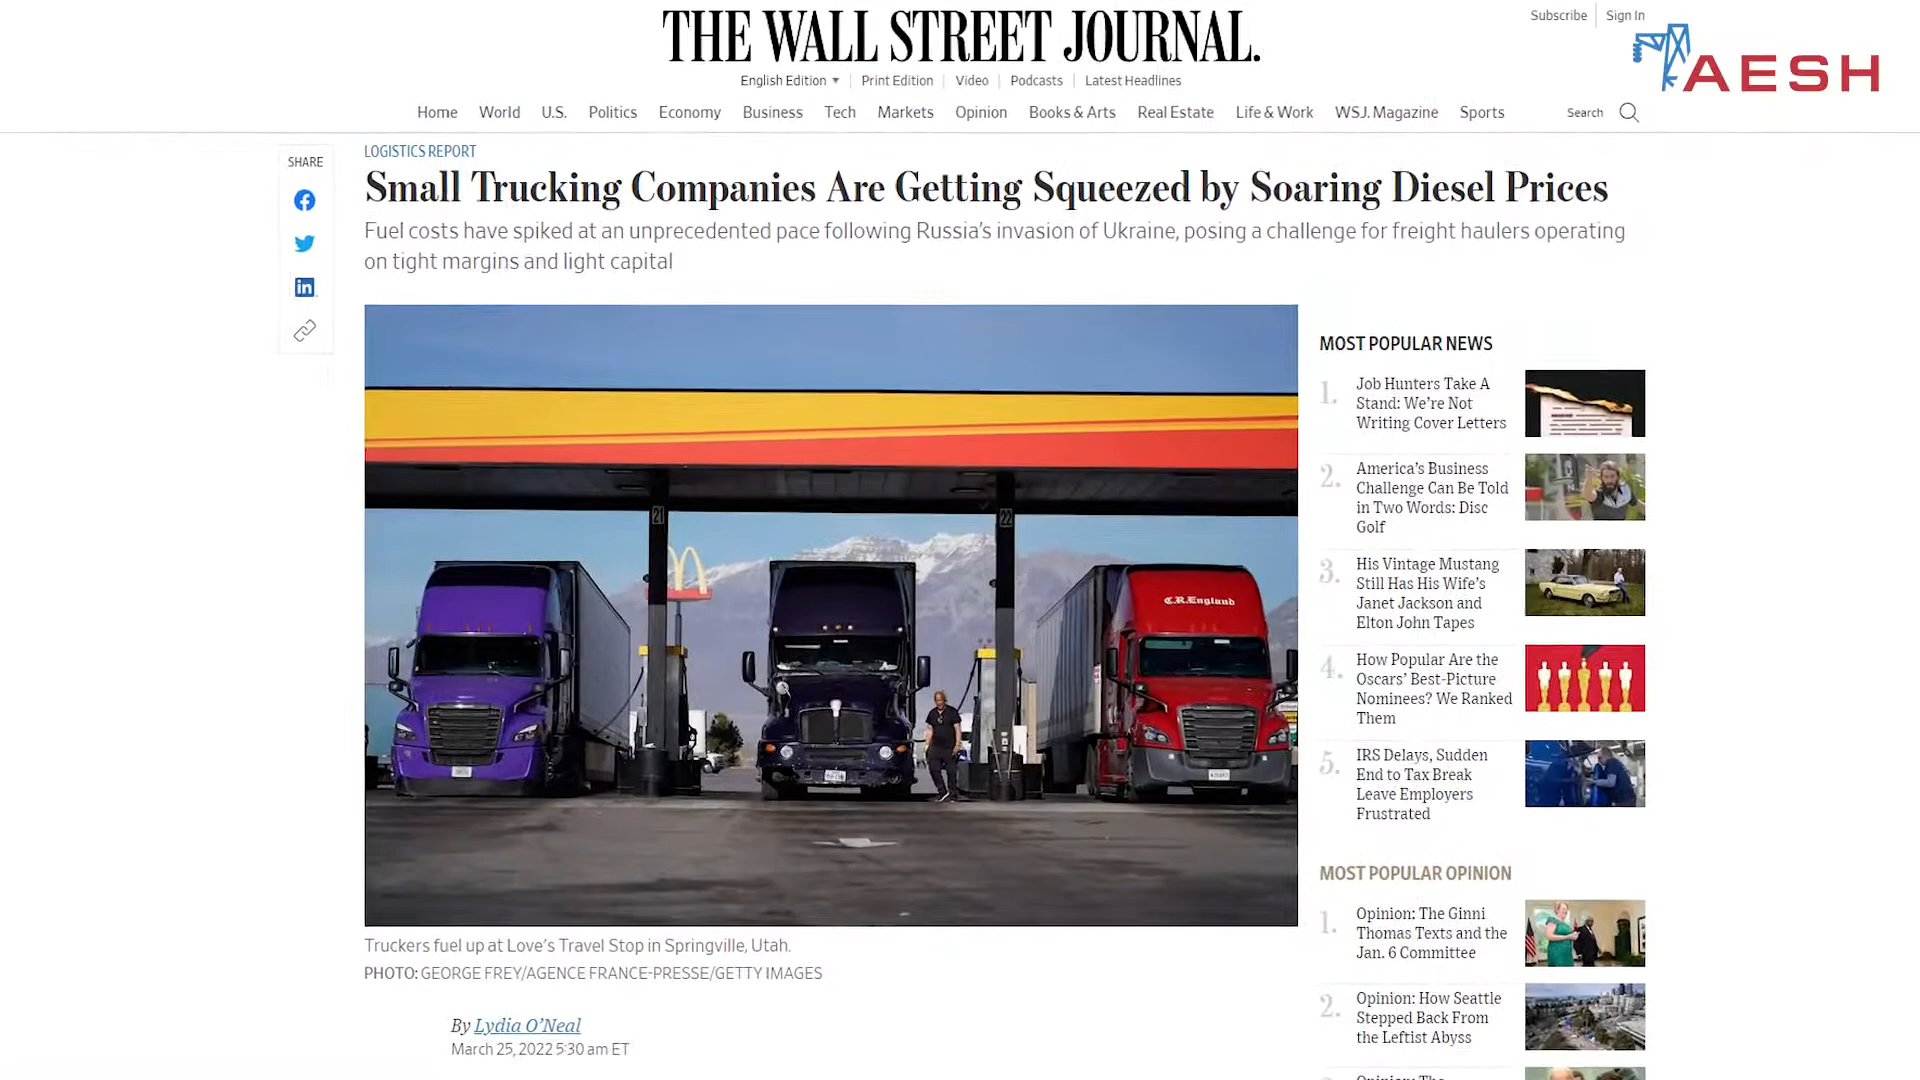 THE WALL STREET JOURNAL.
Subscribe
Sign In
AESH
English Edition
Print Edition
Video
Podcasts
Latest Headlines
Home
World
U.S.
Politics
Economy
Business
Tech
Markets
Opinion
Books & Arts
Real Estate
Life & Work
WSJ. Magazine
Sports
Search
SHARE
LOGISTICS REPORT
Small Trucking Companies Are Getting Squeezed by Soaring Diesel Prices
Fuel costs have spiked at an unprecedented pace following Russia's invasion of Ukraine, posing a challenge for freight haulers operating
on tight margins and light capital
21
22
C.R.England
Truckers fuel up at Love's Travel Stop in Springville, Utah.
PHOTO: GEORGE FREY/AGENCE FRANCE-PRESSE/GETTY IMAGES
By Lydia O'Neal
March 25, 2022 5:30 am ET
MOST POPULAR NEWS
1.
Job Hunters Take A
Stand: We're Not
Writing Cover Letters
2.
America's Business
Challenge Can Be Told
in Two Words: Disc
Golf
3.
His Vintage Mustang
Still Has His Wife's
Janet Jackson and
Elton John Tapes
4.
How Popular Are the
Oscars' Best-Picture
Nominees? We Ranked
Them
5.
IRS Delays, Sudden
End to Tax Break
Leave Employers
Frustrated
MOST POPULAR OPINION
1.
Opinion: The Ginni
Thomas Texts and the
Jan. 6 Committee
2.
Opinion: How Seattle
Stepped Back From
the Leftist Abyss
Opinion: The